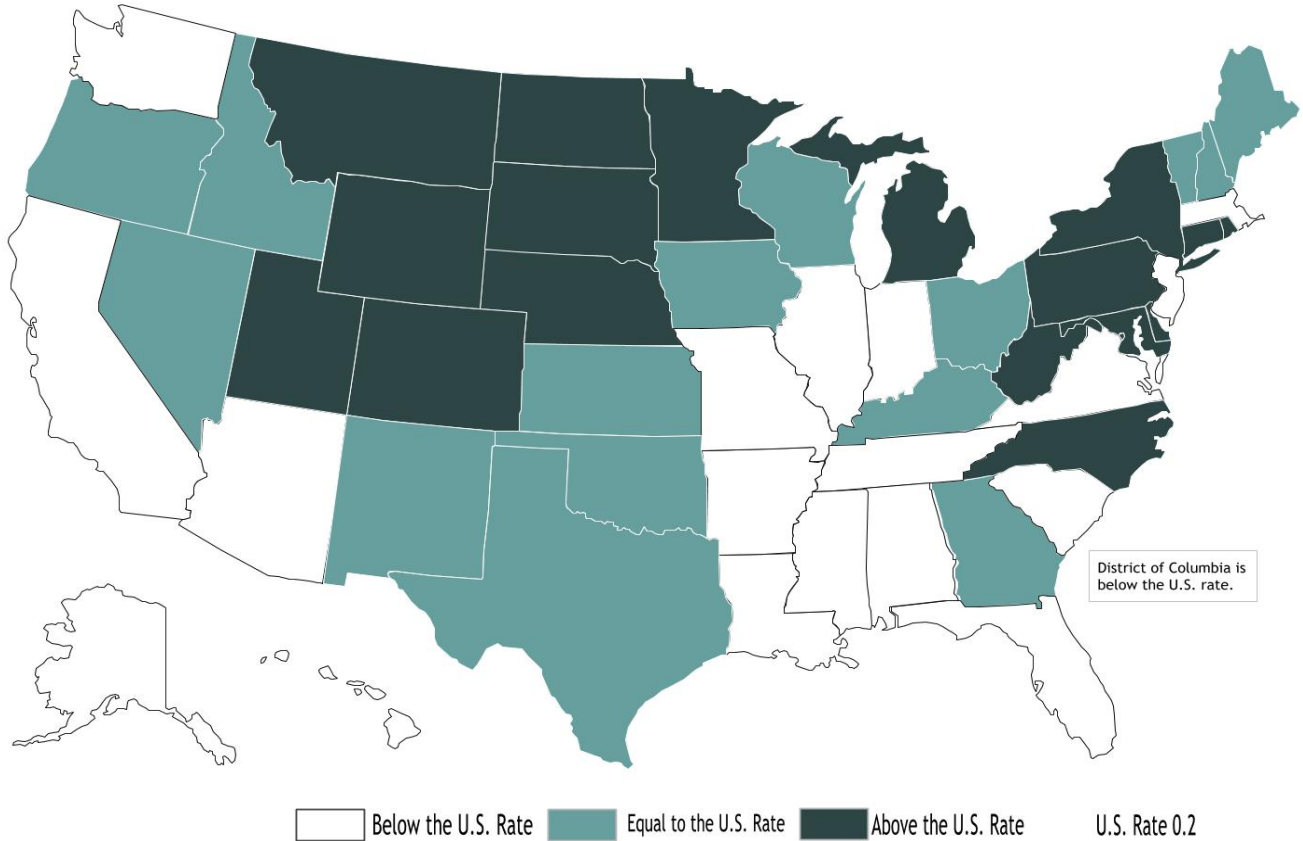 District of Columbia is
below the U.S. rate.
Below the U.S. Rate
Equal to the U.S. Rate
Above the U.S. Rate
U.S. Rate 0.2